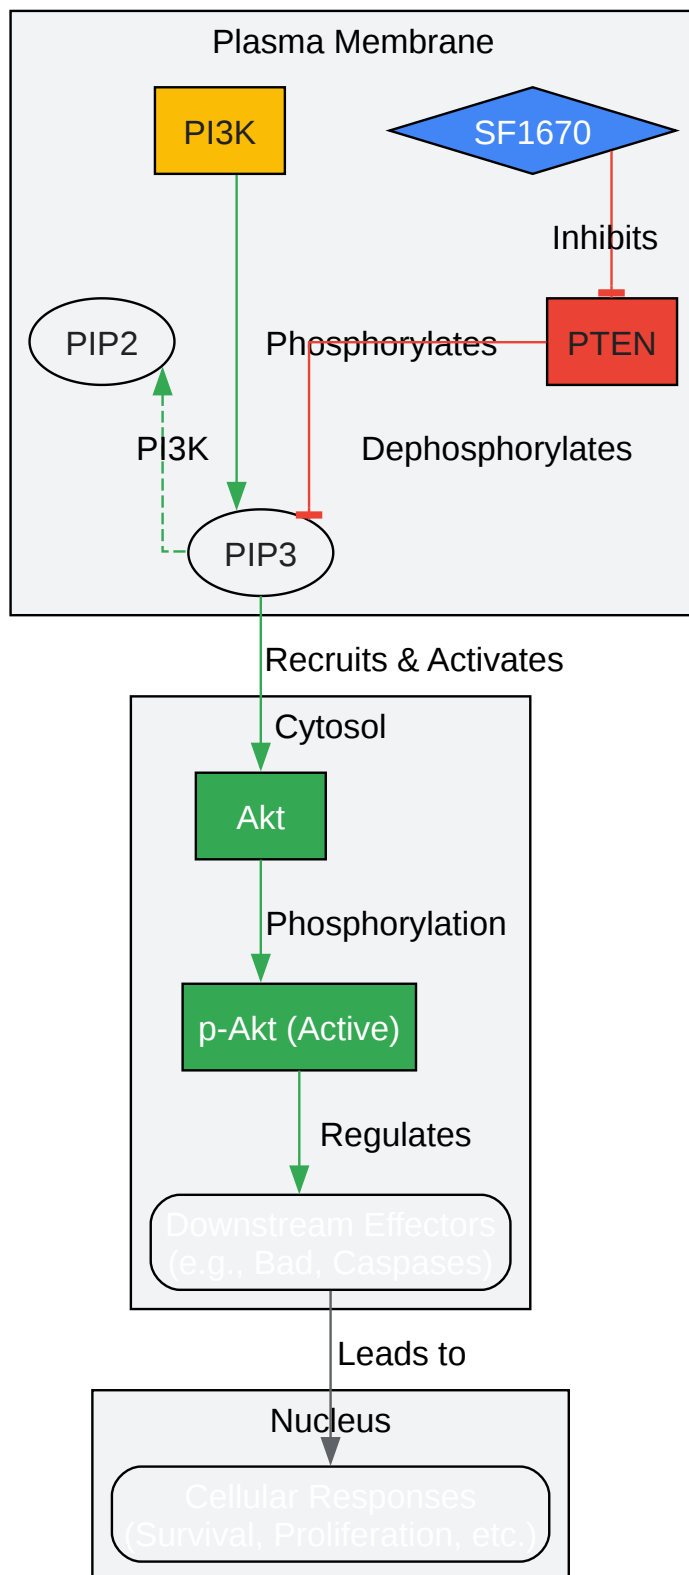 Plasma Membrane
PI3K
SF1670
Inhibits
PIP2
Phosphorylates
PTEN
PI3K
Dephosphorylates
PIP3
Recruits & Activates
Cytosol
Akt
Phosphorylation
p-Akt (Active)
Regulates
Downstream Effectors
(e.g., Bad, Caspases)
Leads to
Nucleus
Cellular Responses
(Survival, Proliferation, etc.)